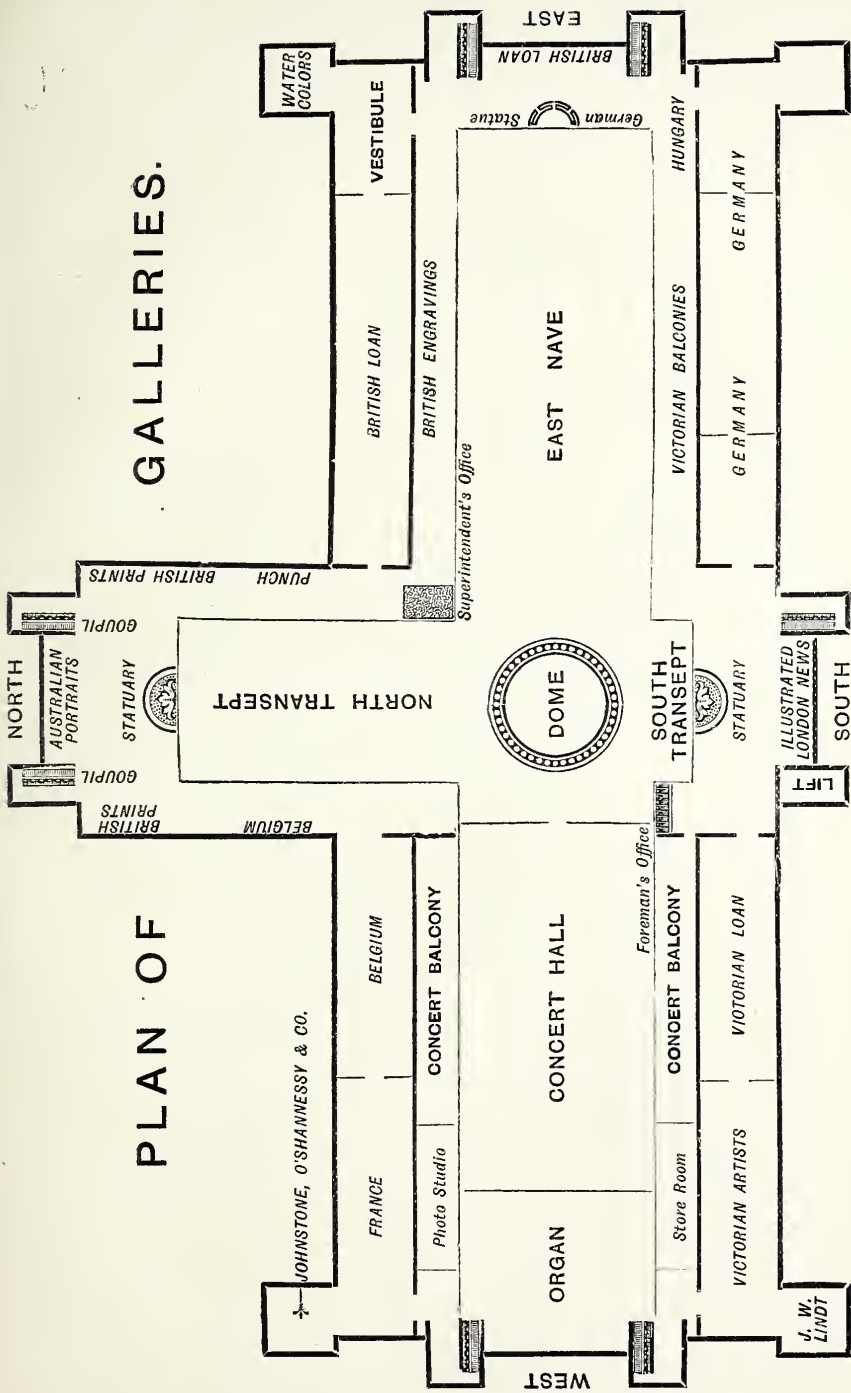 PLAN OF GALLERIES.
NORTH
AUSTRALIAN
PORTRAITS
GOUPIL
GOUPIL
STATUARY
BRITISH
PRINTS
BELGIUM
BRITISH PRINTS
PUNCH
NORTH TRANSEPT
JOHNSTONE, O'SHANNESSY & CO.
FRANCE
BELGIUM
BRITISH LOAN
VESTIBULE
WATER
COLORS
Photo Studio
CONCERT BALCONY
BRITISH ENGRAVINGS
Superintendent's Office
WEST
ORGAN
CONCERT HALL
DOME
EAST NAVE
German
Statue
BRITISH LOAN
EAST
Foreman's Office
Store Room
CONOERT BALCONY
SOUTH
TRANSEPT
VICTORIAN BALCONIES
HUNGARY
VICTORIAN ARTISTS
VIOTORIAN LOAN
STATUARY
GERMANY
GERMANY
J. W.
LINDT
LIFT
ILLUSTRATED
LONDON NEWS
SOUTH